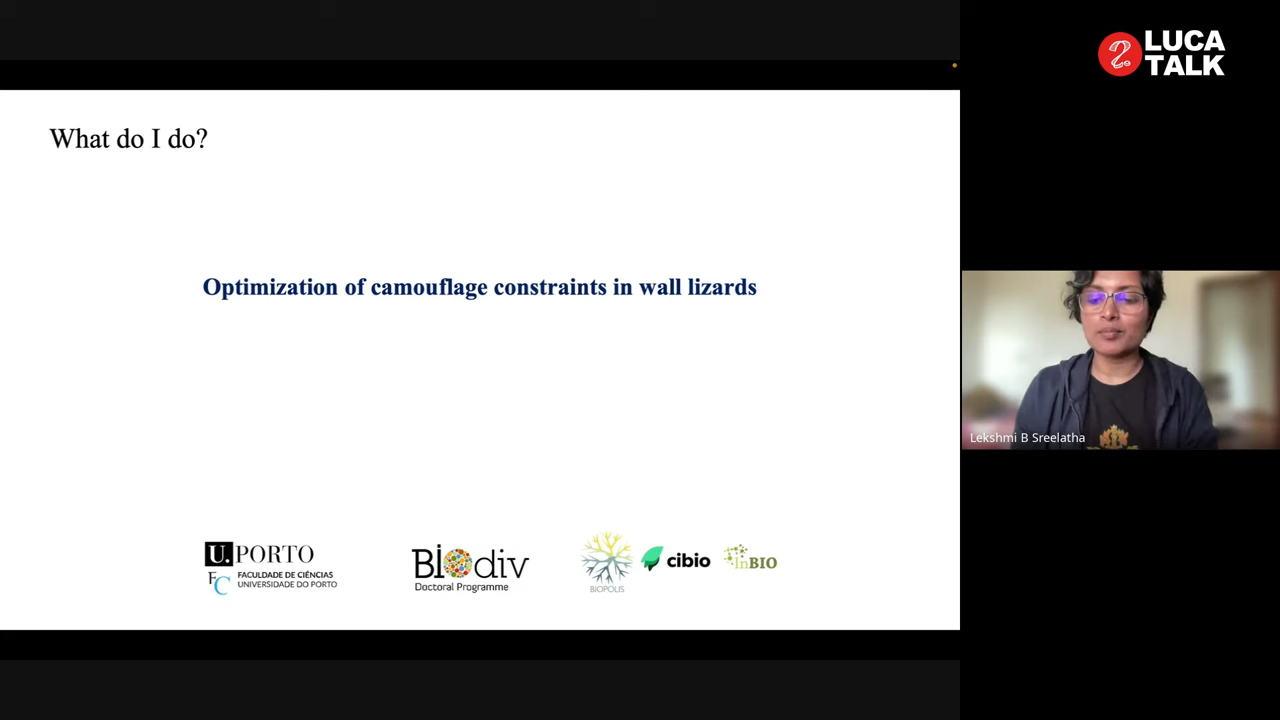 LUCA
TALK
What do I do?
Optimization of camouflage constraints in wall lizards
Lekshmi B Sreelatha
U. PORTO
FC FACULDADE DE CIÊNCIAS
UNIVERSIDADE DO PORTO
BIodiv
Doctoral Programme
BIOPOLIS
cibio
InBIO